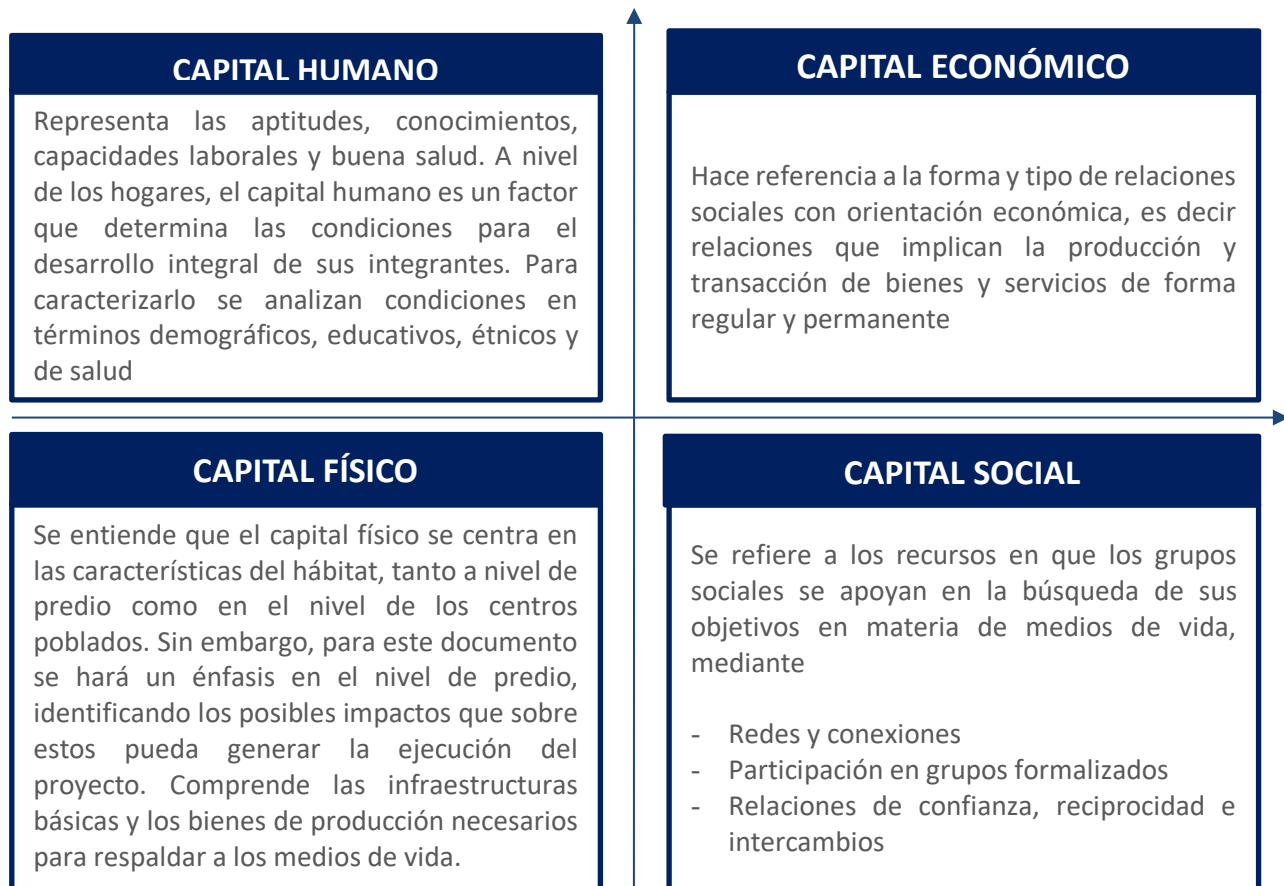 CAPITAL HUMANO
Representa las aptitudes, conocimientos,
capacidades laborales y buena salud. A nivel
de los hogares, el capital humano es un factor
que determina las condiciones para el
desarrollo integral de sus integrantes. Para
caracterizarlo se analizan condiciones en
términos demográficos, educativos, étnicos y
de salud
CAPITAL ECONÓMICO
Hace referencia a la forma y tipo de relaciones
sociales con orientación económica, es decir
relaciones que implican la producción y
transacción de bienes y servicios de forma
regular y permanente
CAPITAL FÍSICO
Se entiende que el capital físico se centra en
las características del hábitat, tanto a nivel de
predio como en el nivel de los centros
poblados. Sin embargo, para este documento
se hará un énfasis en el nivel de predio,
identificando los posibles impactos que sobre
estos pueda generar la ejecución del
proyecto. Comprende las infraestructuras
básicas y los bienes de producción necesarios
para respaldar a los medios de vida.
CAPITAL SOCIAL
Se refiere a los recursos en que los grupos
sociales se apoyan en la búsqueda de sus
objetivos en materia de medios de vida,
mediante
- Redes y conexiones
- Participación en grupos formalizados
- Relaciones de confianza, reciprocidad e
intercambios